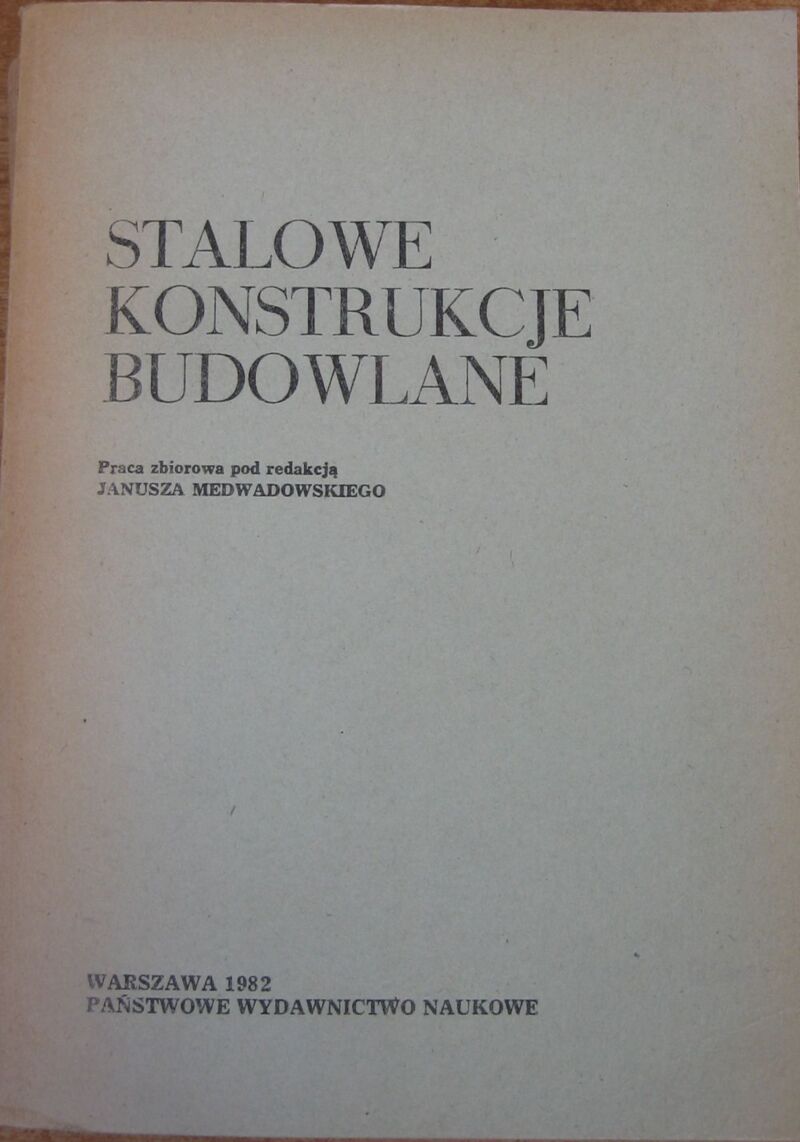 STALOWE
KONSTRUKCJE
BUDOWLANE
Praca zbiorowa pod redakcją
JANUSZA MEDWADOWSKIEGO
WARSZAWA 1982
PAŃSTWOWE WYDAWNICTWO NAUKOWE